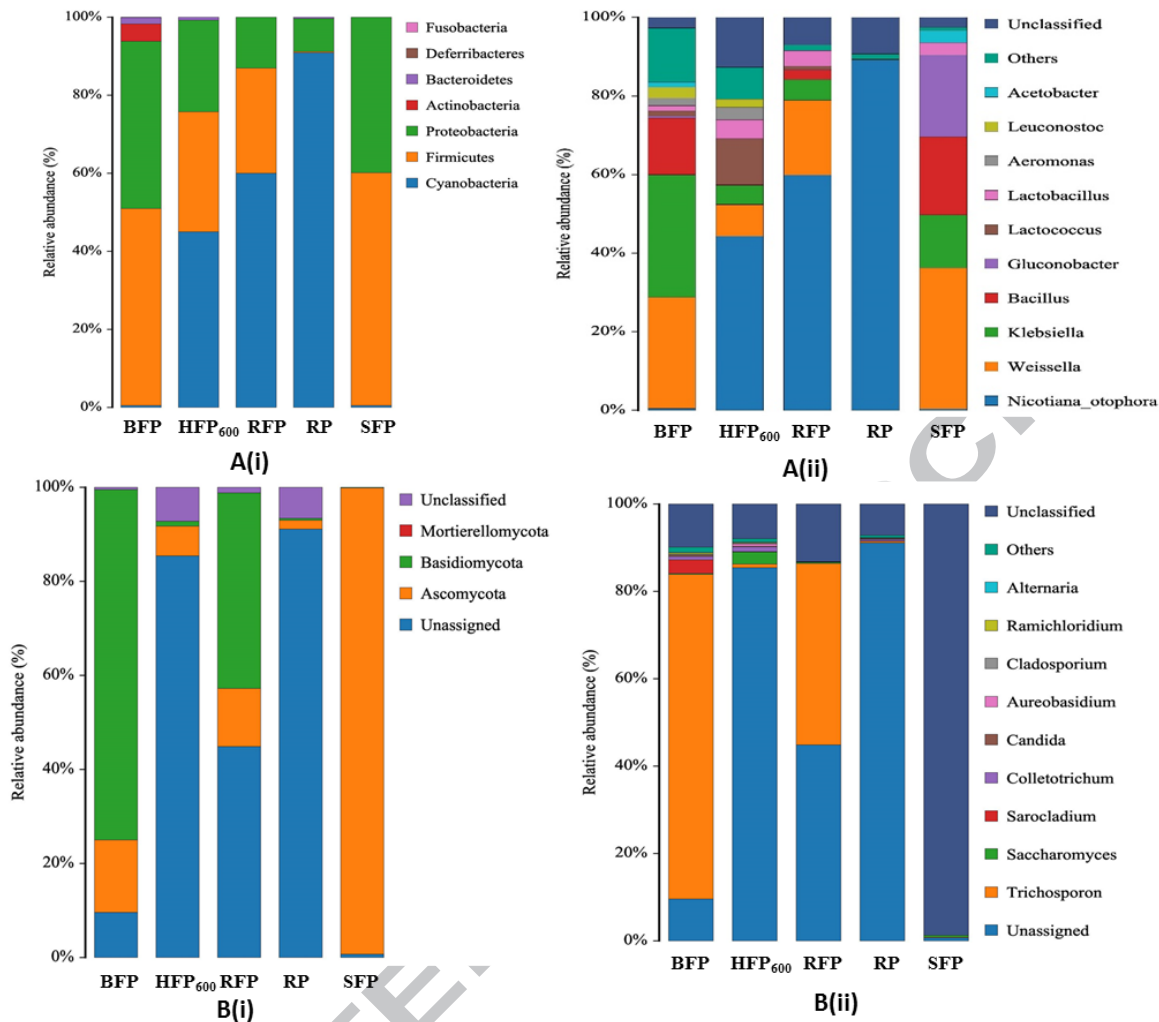 100%
80%
60%
40%
20%
0%
Relative abundance (%)
BFP HFP600 RFP RP SFP
Fusobacteria
Deferribacteres
Bacteroidetes
Actinobacteria
Proteobacteria
Firmicutes
Cyanobacteria
A(i)
100%
80%
60%
40%
20%
0%
Relative abundance (%)
BFP HFP600 RFP RP SFP
Unclassified
Others
Acetobacter
Leuconostoc
Aeromonas
Lactobacillus
Lactococcus
Gluconobacter
Bacillus
Klebsiella
Weissella
Nicotiana_otophora
A(ii)
100%
80%
60%
40%
20%
0%
Relative abundance (%)
BFP HFP600 RFP RP SFP
Unclassified
Mortierellomycota
Basidiomycota
Ascomycota
Unassigned
B(i)
100%
80%
60%
40%
20%
0%
Relative abundance (%)
BFP HFP600 RFP RP SFP
Unclassified
Others
Alternaria
Ramichloridium
Cladosporium
Aureobasidium
Candida
Colletotrichum
Sarocladium
Saccharomyces
Trichosporon
Unassigned
B(ii)